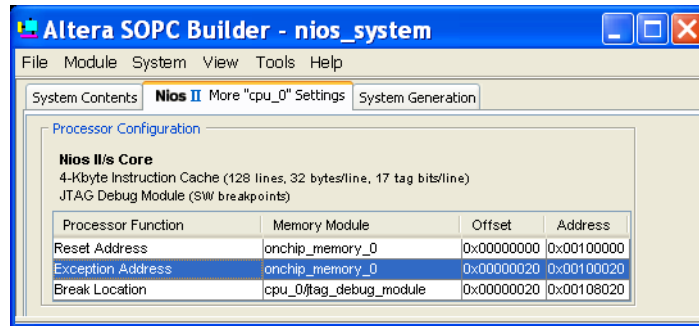 Altera SOPC Builder - nios_system
File Module System View Tools Help
System Contents Nios II More "cpu_0" Settings System Generation
Processor Configuration
Nios II/s Core
4-Kbyte Instruction Cache (128 lines, 32 bytes/line, 17 tag bits/line)
JTAG Debug Module (SW breakpoints)
Processor Function Memory Module Offset Address
Reset Address onchip_memory_0 0x00000000 0x00100000
Exception Address onchip_memory_0 0x00000020 0x00100020
Break Location cpu_0/jtag_debug_module 0x00000020 0x00108020